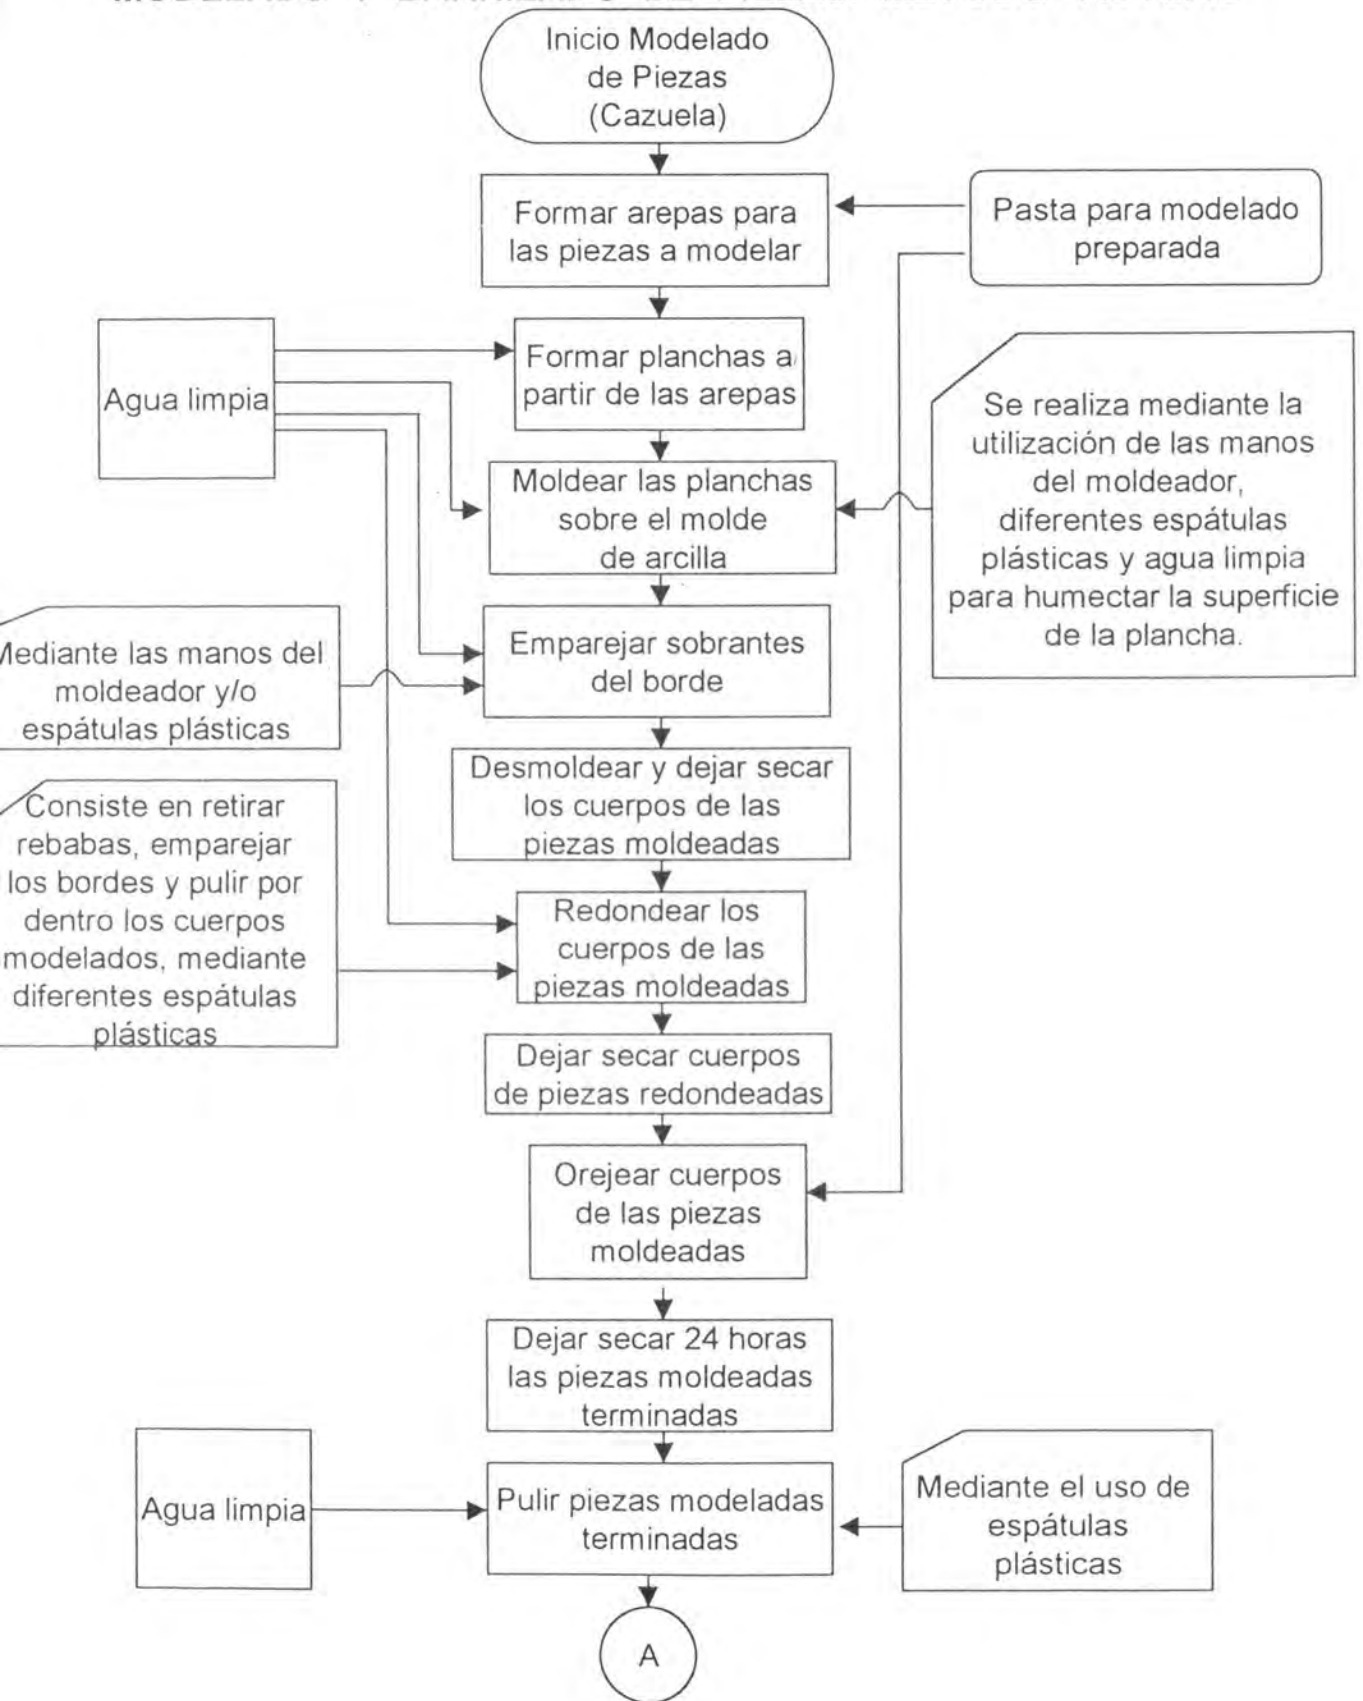 Inicio Modelado
de Piezas
(Cazuela)
Formar arepas para
las piezas a modelar
Pasta para modelado
preparada
Agua limpia
Formar planchas a
partir de las arepas
Se realiza mediante la
utilización de las manos
del moldeador,
diferentes espátulas
plásticas y agua limpia
para humectar la superficie
de la plancha.
Moldear las planchas
sobre el molde
de arcilla
Mediante las manos del
moldeador y/o
espátulas plásticas
Emparejar sobrantes
del borde
Desmoldear y dejar secar
los cuerpos de las
piezas moldeadas
Consiste en retirar
rebabas, emparejar
los bordes y pulir por
dentro los cuerpos
modelados, mediante
diferentes espátulas
plásticas
Redondear los
cuerpos de las
piezas moldeadas
Dejar secar cuerpos
de piezas redondeadas
Orejear cuerpos
de las piezas
moldeadas
Dejar secar 24 horas
las piezas moldeadas
terminadas
Agua limpia
Pulir piezas modeladas
terminadas
Mediante el uso de
espátulas
plásticas
A